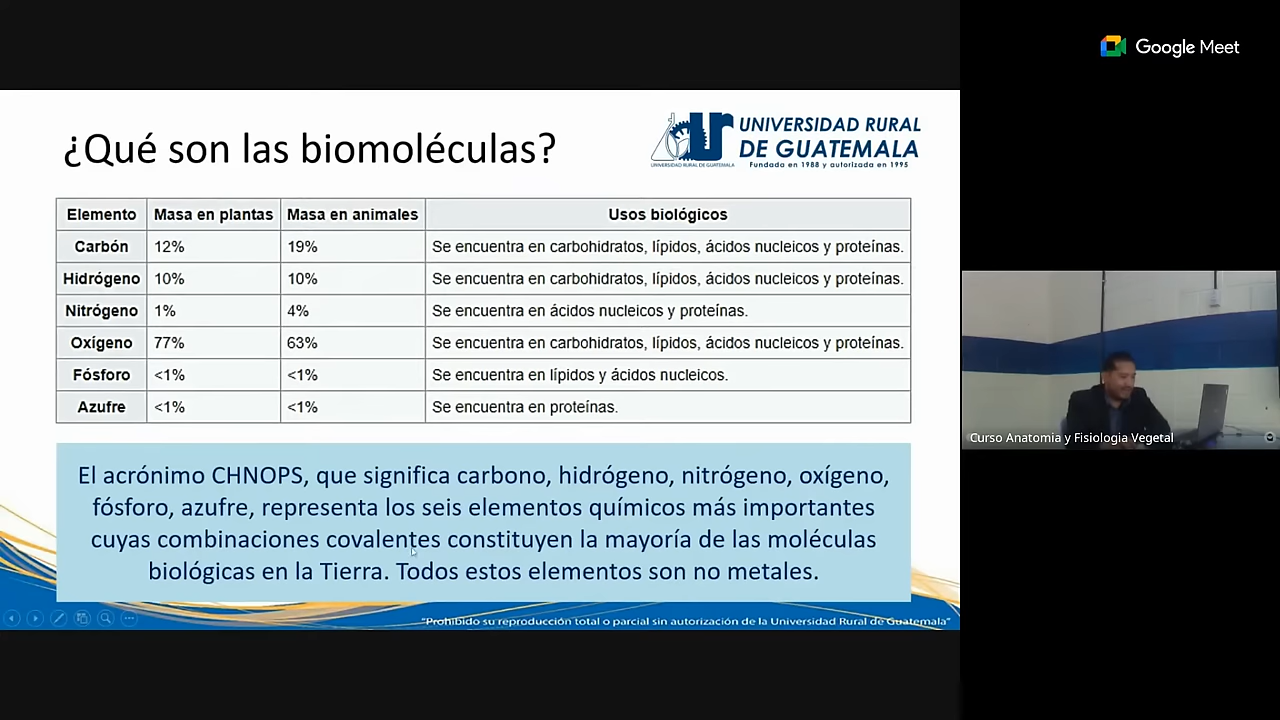 Google Meet
¿Qué son las biomoléculas?
UNIVERSIDAD RURAL
DE GUATEMALA
Fundada en 1988 y autorizada en 1995
UNIVERSIDAD RURAL DE GUATEMALA
Elemento Masa en plantas Masa en animales Usos biológicos
Carbón 12% 19% Se encuentra en carbohidratos, lípidos, ácidos nucleicos y proteínas.
Hidrógeno 10% 10% Se encuentra en carbohidratos, lípidos, ácidos nucleicos y proteínas.
Nitrógeno 1% 4% Se encuentra en ácidos nucleicos y proteínas.
Oxígeno 77% 63% Se encuentra en carbohidratos, lípidos, ácidos nucleicos y proteínas.
Fósforo <1% <1% Se encuentra en lípidos y ácidos nucleicos.
Azufre <1% <1% Se encuentra en proteínas.
El acrónimo CHNOPS, que significa carbono, hidrógeno, nitrógeno, oxígeno,
fósforo, azufre, representa los seis elementos químicos más importantes
cuyas combinaciones covalentes constituyen la mayoría de las moléculas
biológicas en la Tierra. Todos estos elementos son no metales.
"Prohibido su reproducción total o parcial sin autorización de la Universidad Rural de Guatemala"
Curso Anatomia y Fisiologia Vegetal